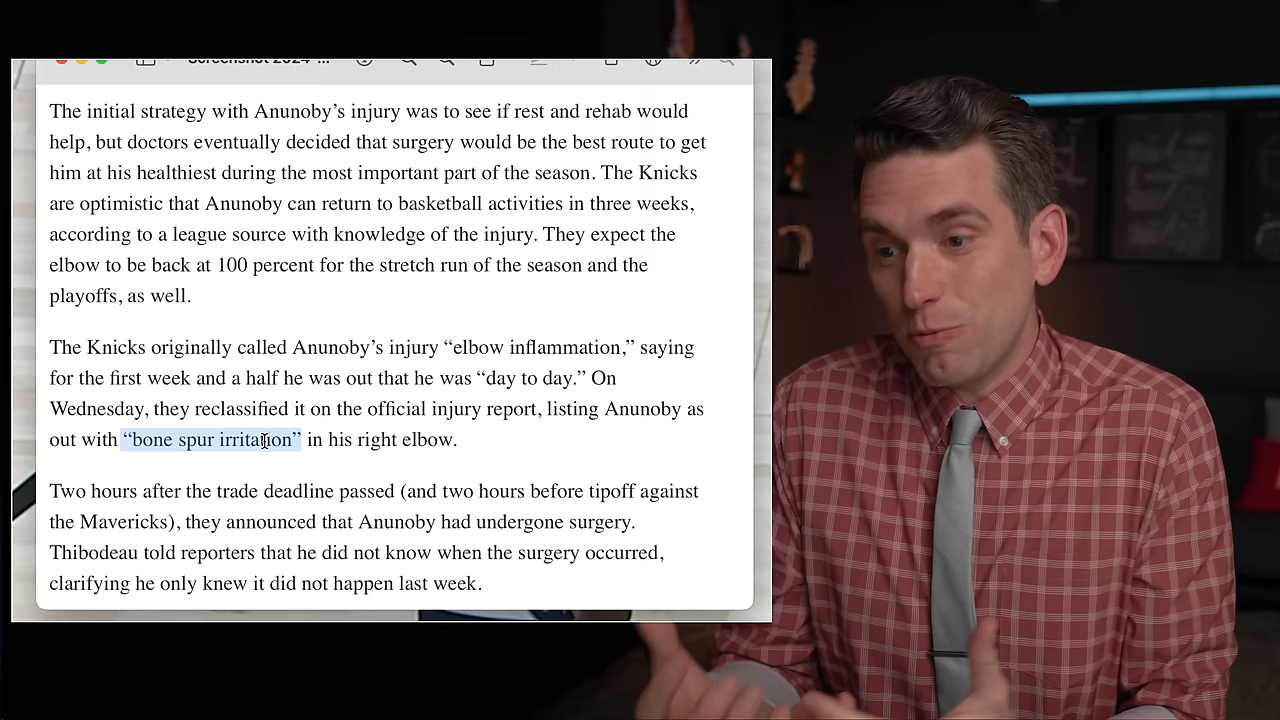 Screenshot 2024-...
The initial strategy with Anunoby’s injury was to see if rest and rehab would
help, but doctors eventually decided that surgery would be the best route to get
him at his healthiest during the most important part of the season. The Knicks
are optimistic that Anunoby can return to basketball activities in three weeks,
according to a league source with knowledge of the injury. They expect the
elbow to be back at 100 percent for the stretch run of the season and the
playoffs, as well.
The Knicks originally called Anunoby’s injury “elbow inflammation,” saying
for the first week and a half he was out that he was “day to day.” On
Wednesday, they reclassified it on the official injury report, listing Anunoby as
out with “bone spur irritation” in his right elbow.
Two hours after the trade deadline passed (and two hours before tipoff against
the Mavericks), they announced that Anunoby had undergone surgery.
Thibodeau told reporters that he did not know when the surgery occurred,
clarifying he only knew it did not happen last week.